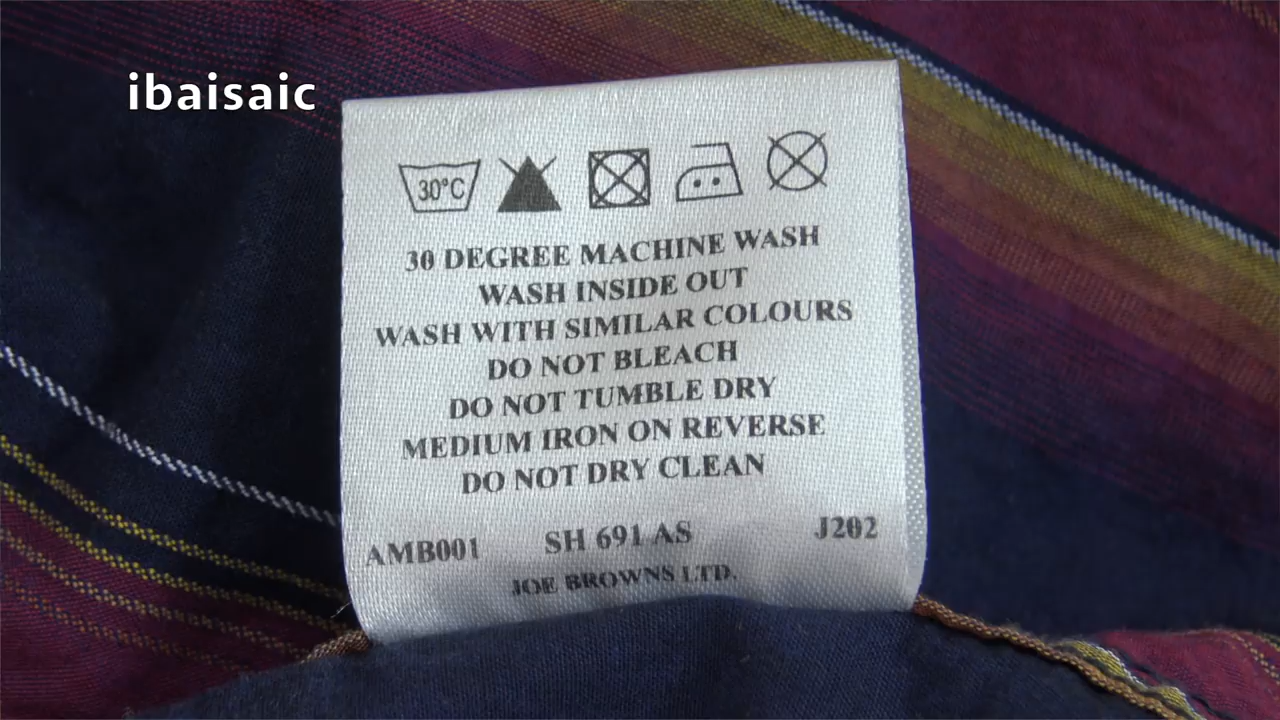 ibaisaic
30°C
30 DEGREE MACHINE WASH
WASH INSIDE OUT
WASH WITH SIMILAR COLOURS
DO NOT BLEACH
DO NOT TUMBLE DRY
MEDIUM IRON ON REVERSE
DO NOT DRY CLEAN
AMB001 SH 691 AS J202
JOE BROWNS LTD.